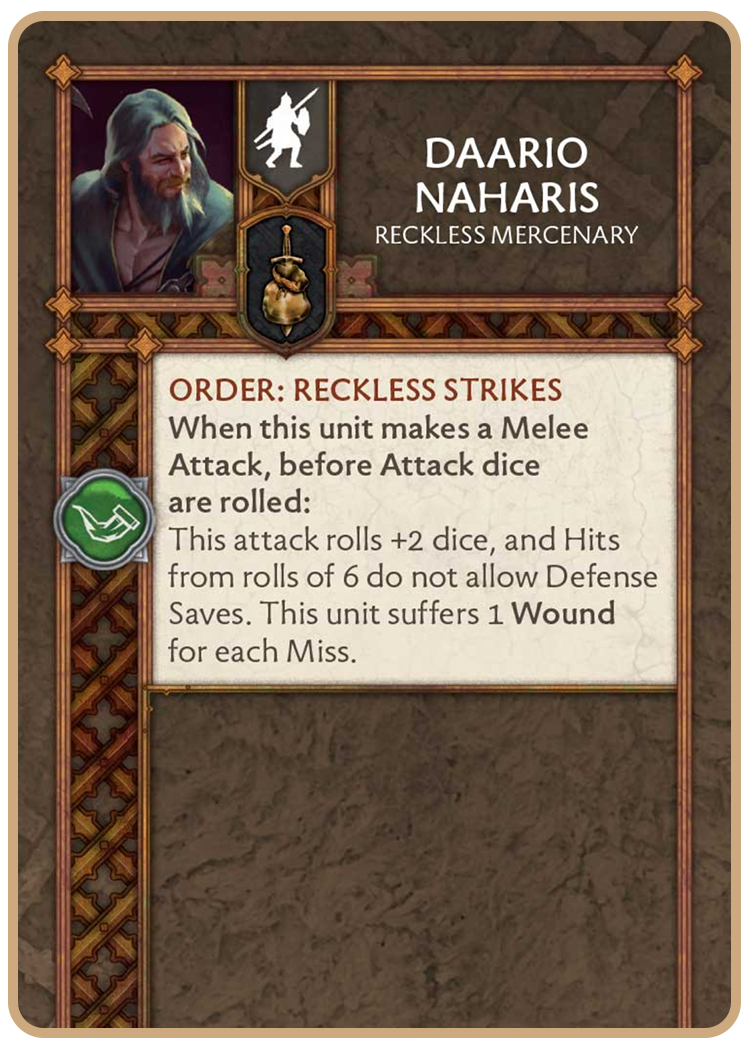 DAARIO
NAHARIS
RECKLESS MERCENARY
ORDER: RECKLESS STRIKES
When this unit makes a Melee
Attack, before Attack dice
are rolled:
This attack rolls +2 dice, and Hits
from rolls of 6 do not allow Defense
Saves. This unit suffers 1 Wound
for each Miss.